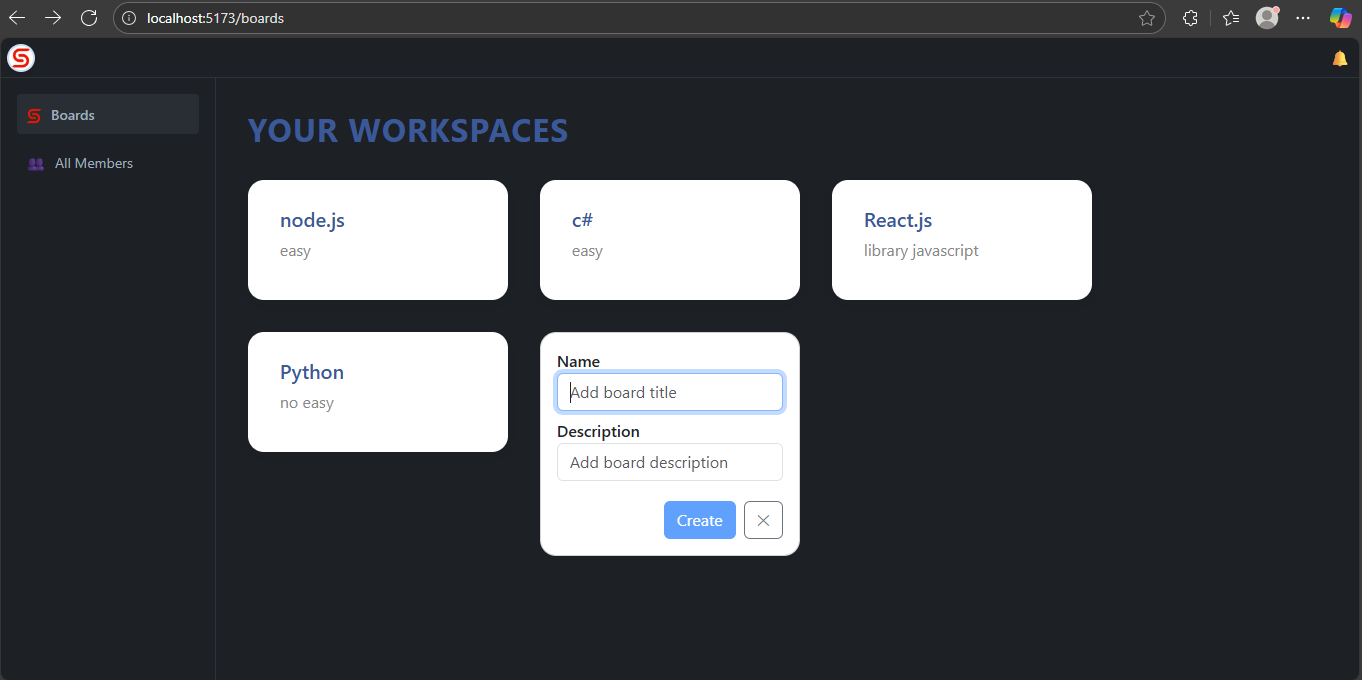 localhost:5173/boards
Boards
All Members
YOUR WORKSPACES
node.js
easy
c#
easy
React.js
library javascript
Python
no easy
Name
Add board title
Description
Add board description
Create